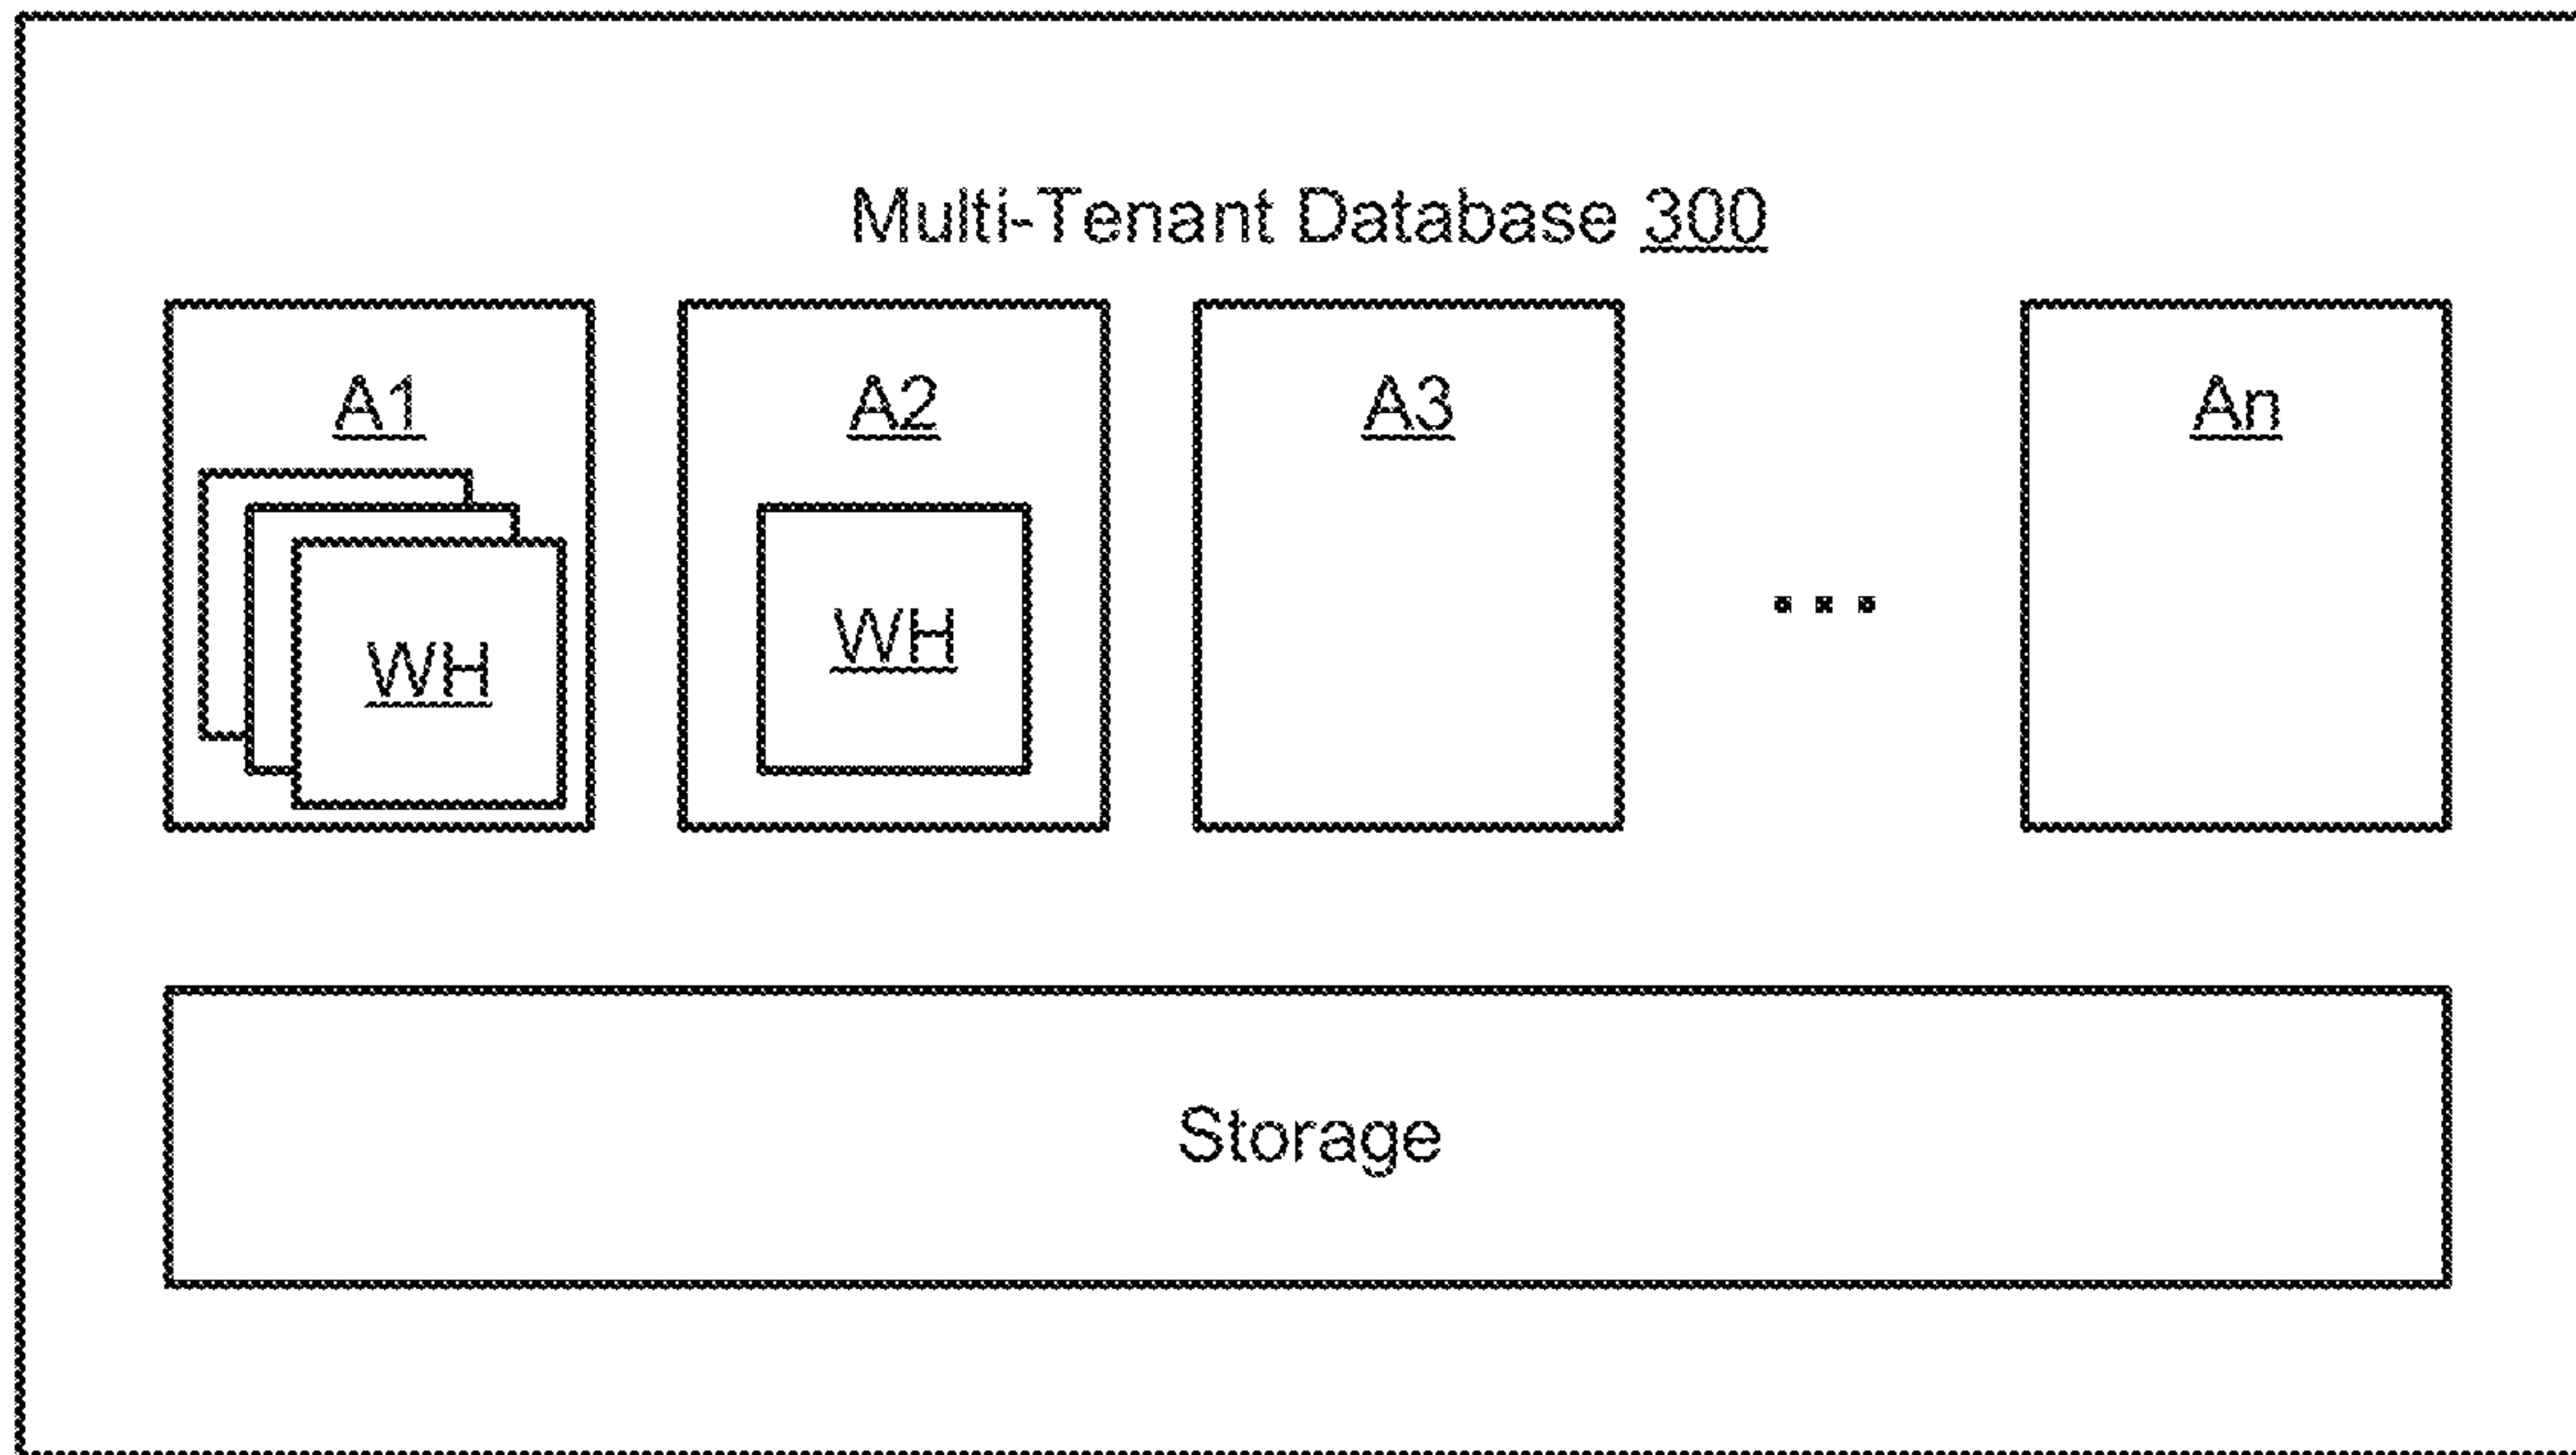 Multi-Tenant Database 300
A1
A2
A3
An
WH
WH
...
Storage